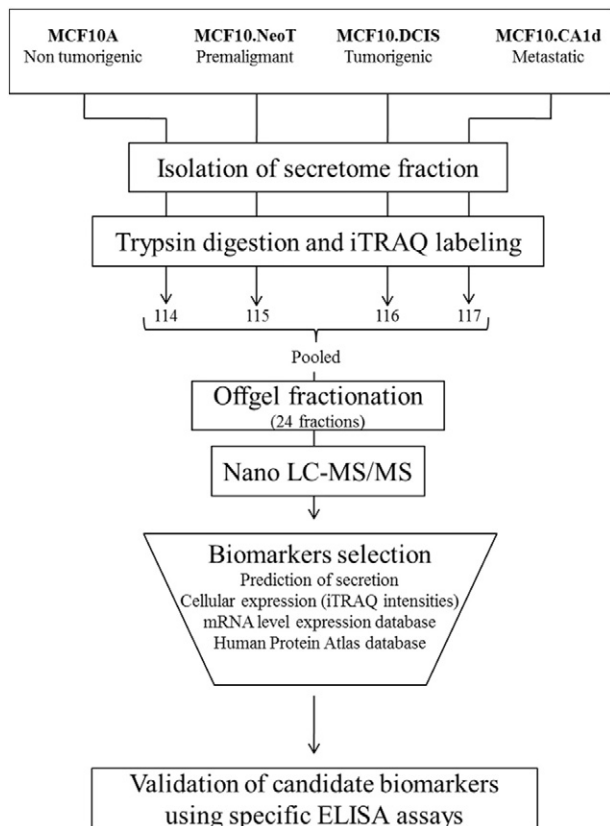 MCF10A MCF10.NeoT MCF10.DCIS MCF10.CA1d
Non tumorigenic Premaligmant Tumorigenic Metastatic
Isolation of secretome fraction
Trypsin digestion and iTRAQ labeling
114 115 116 117
Pooled
Offgel fractionation
(24 fractions)
Nano LC-MS/MS
Biomarkers selection
Prediction of secretion
Cellular expression (iTRAQ intensities)
mRNA level expression database
Human Protein Atlas database
Validation of candidate biomarkers
using specific ELISA assays